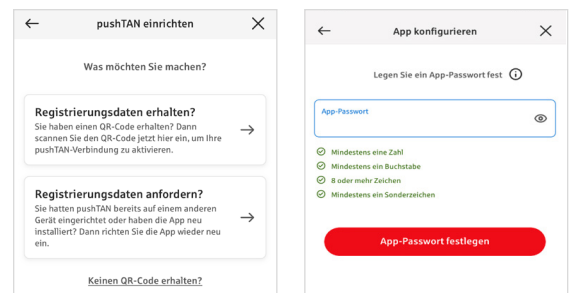 pushTAN einrichten
Was möchten Sie machen?
Registrierungsdaten erhalten?
Sie haben einen QR-Code erhalten? Dann
scannen Sie den QR-Code jetzt hier ein, um Ihre
pushTAN-Verbindung zu aktivieren.
Registrierungsdaten anfordern?
Sie hatten pushTAN bereits auf einem anderen
Gerät eingerichtet oder haben die App neu
installiert? Dann richten Sie die App wieder neu
ein.
Keinen QR-Code erhalten?
App konfigurieren
Legen Sie ein App-Passwort fest
App-Passwort
Mindestens eine Zahl
Mindestens ein Buchstabe
8 oder mehr Zeichen
Mindestens ein Sonderzeichen
App-Passwort festlegen